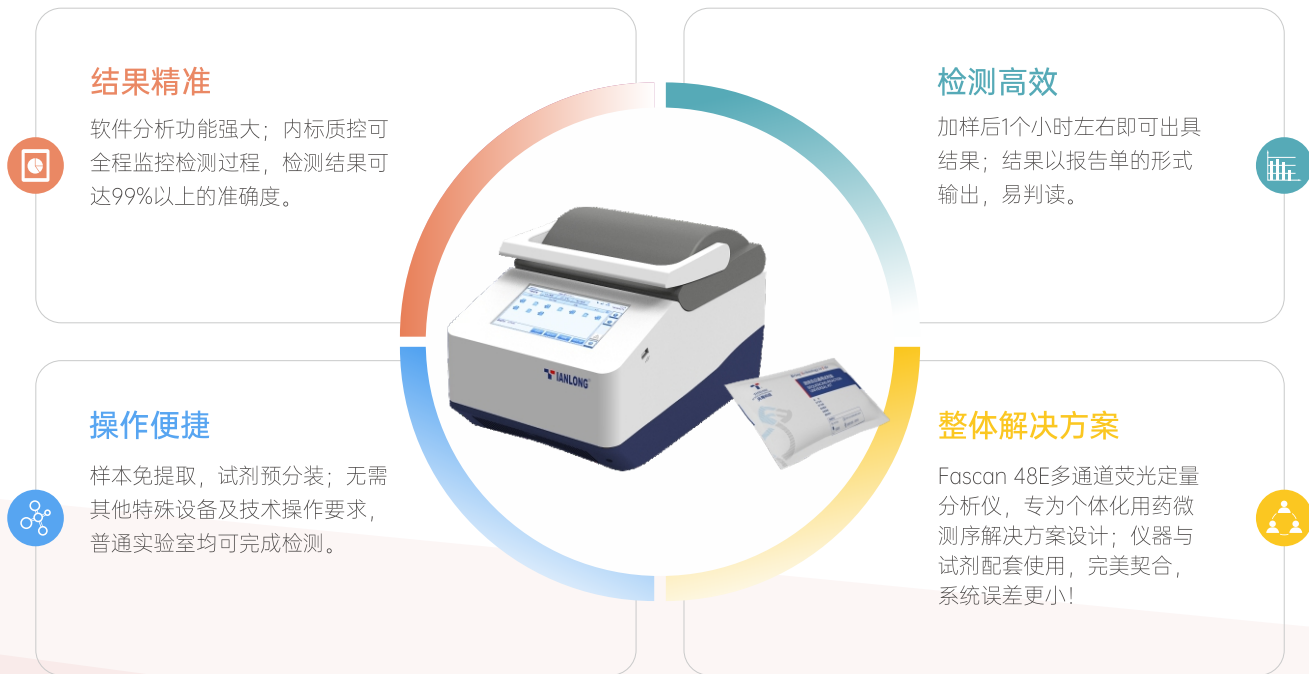 结果精准
软件分析功能强大；内标质控可
全程监控检测过程，检测结果可
达99%以上的准确度。
检测高效
加样后1个小时左右即可出具
结果；结果以报告单的形式
输出，易判读。
TIANLONG
操作便捷
样本免提取，试剂预分装；无需
其他特殊设备及技术操作要求，
普通实验室均可完成检测。
整体解决方案
Fascan 48E多通道荧光定量
分析仪，专为个体化用药微
测序解决方案设计；仪器与
试剂配套使用，完美契合，
系统误差更小！